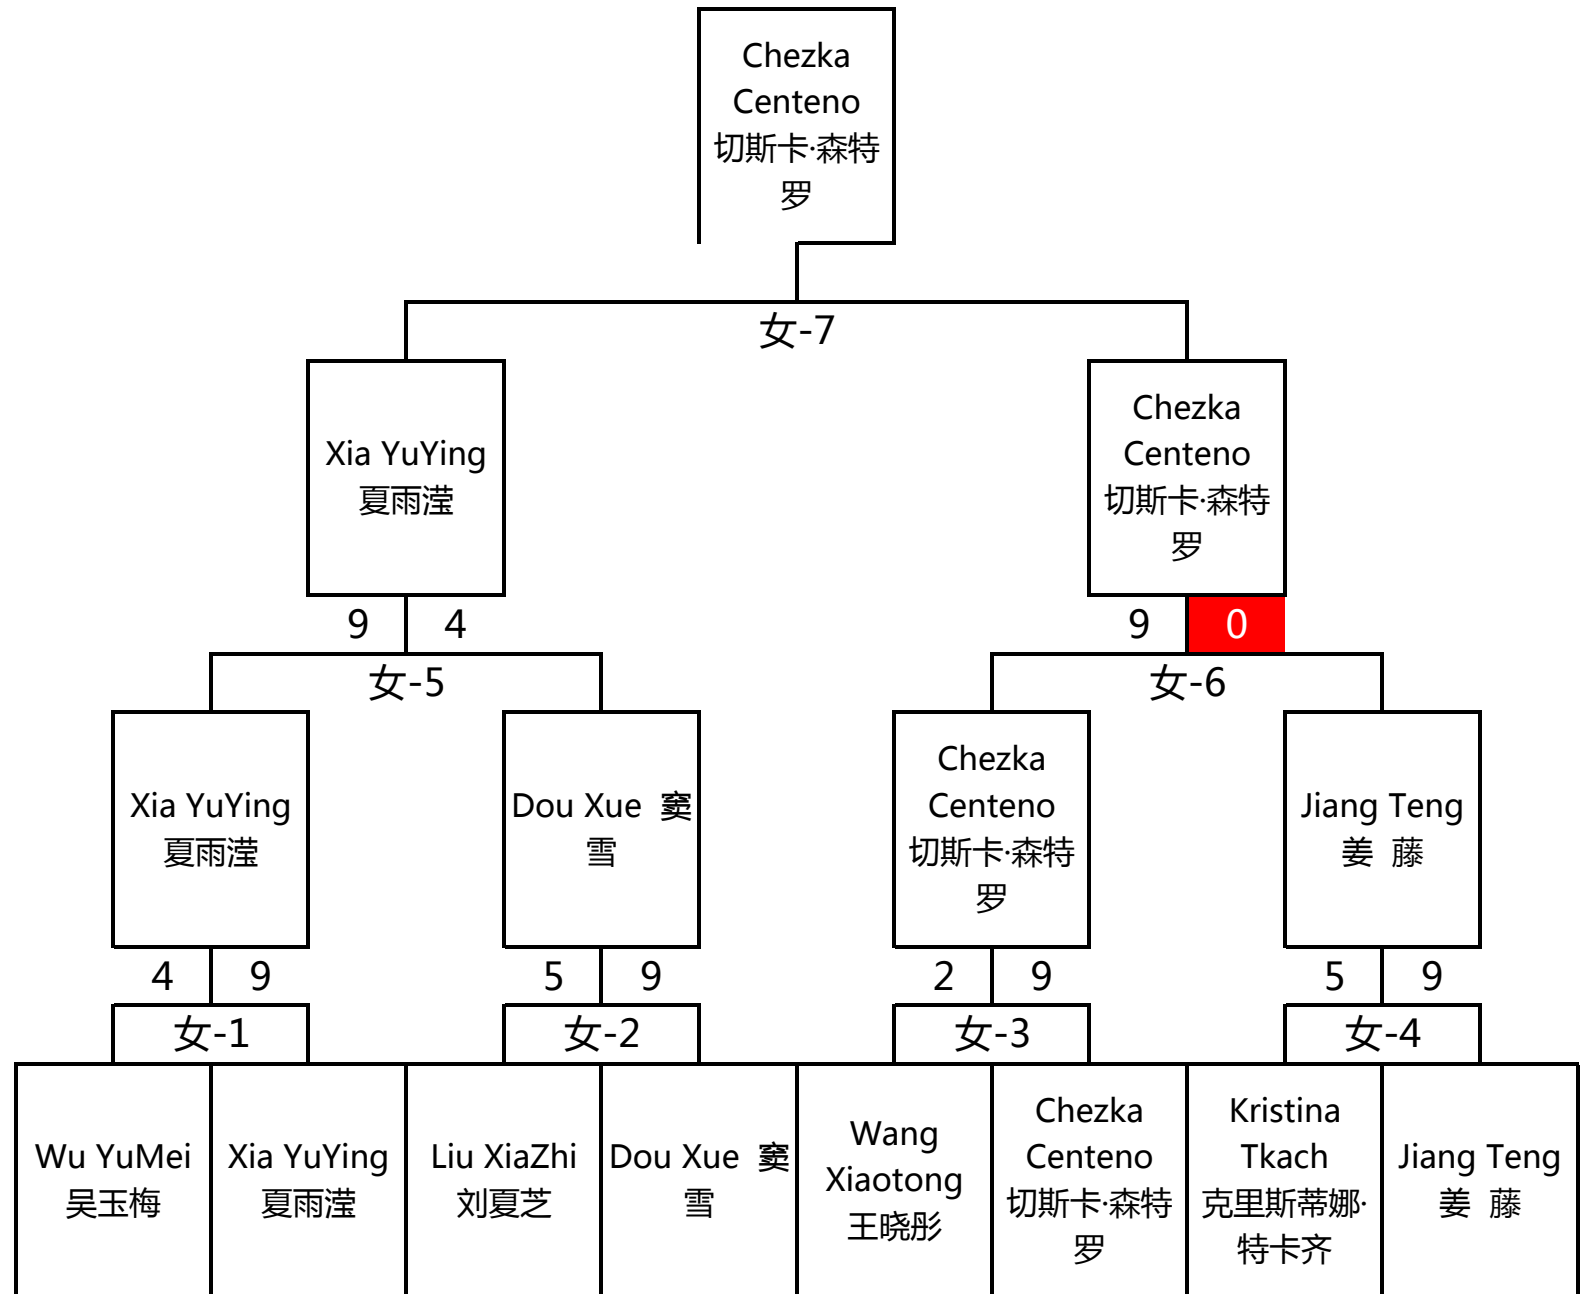 Chezka
Centeno
切斯卡·森特
罗
女-7
Xia YuYing
夏雨滢
Chezka
Centeno
切斯卡·森特
罗
9 4
9 0
女-5
女-6
Xia YuYing
夏雨滢
Dou Xue 窦
雪
Chezka
Centeno
切斯卡·森特
罗
Jiang Teng
姜 藤
4 9
5 9
2 9
5 9
女-1
女-2
女-3
女-4
Wu YuMei
吴玉梅
Xia YuYing
夏雨滢
Liu XiaZhi
刘夏芝
Dou Xue 窦
雪
Wang
Xiaotong
王晓彤
Chezka
Centeno
切斯卡·森特
罗
Kristina
Tkach
克里斯蒂娜·
特卡齐
Jiang Teng
姜 藤